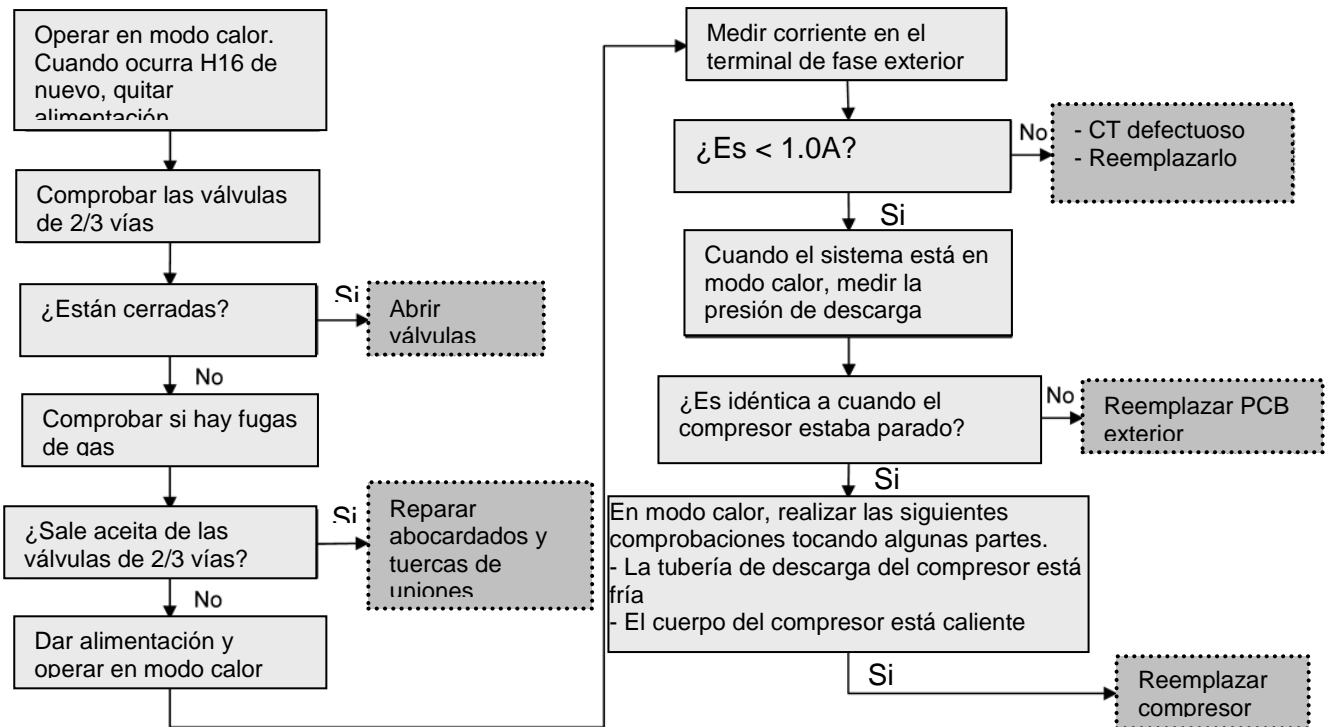 Operar en modo calor.
Cuando ocurra H16 de
nuevo, quitar
alimentación
Comprobar las válvulas
de 2/3 vías
¿Están cerradas?
Si
Abrir
válvulas
No
Comprobar si hay fugas
de gas
¿Sale aceita de las
válvulas de 2/3 vías?
Si
Reparar
abocardados y
tuercas de
uniones
No
Dar alimentación y
operar en modo calor
Medir corriente en el
terminal de fase exterior
¿Es < 1.0A?
No
- CT defectuoso
- Reemplazarlo
Si
Cuando el sistema está en
modo calor, medir la
presión de descarga
¿Es idéntica a cuando el
compresor estaba parado?
No
Reemplazar PCB
exterior
Si
En modo calor, realizar las siguientes
comprobaciones tocando algunas partes.
- La tubería de descarga del compresor está
fría
- El cuerpo del compresor está caliente
Si
Reemplazar
compresor